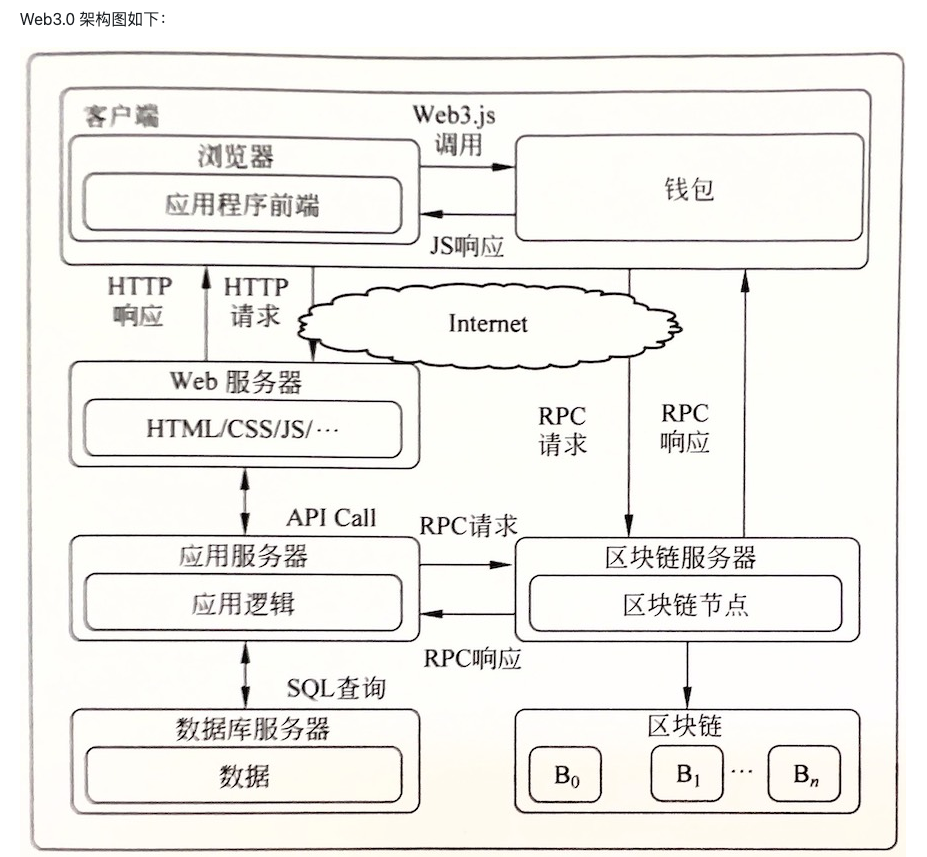 Web3.0 架构图如下：
客户端
Web3.js
调用
浏览器
应用程序前端
钱包
JS响应
HTTP
响应
HTTP
请求
Internet
Web 服务器
HTML/CSS/JS/…
RPC
请求
RPC
响应
API Call
RPC请求
应用服务器
应用逻辑
区块链服务器
区块链节点
RPC响应
SQL查询
数据库服务器
数据
区块链
B₀
B₁
…
Bₙ